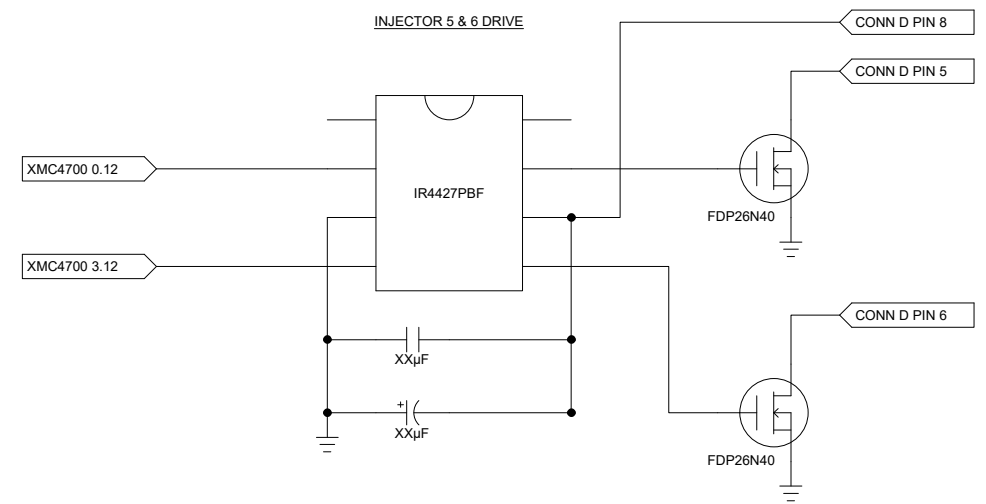 INJECTOR 5 & 6 DRIVE
CONN D PIN 8
CONN D PIN 5
XMC4700 0.12
IR4427PBF
FDP26N40
XMC4700 3.12
CONN D PIN 6
XXµF
+
XXµF
FDP26N40